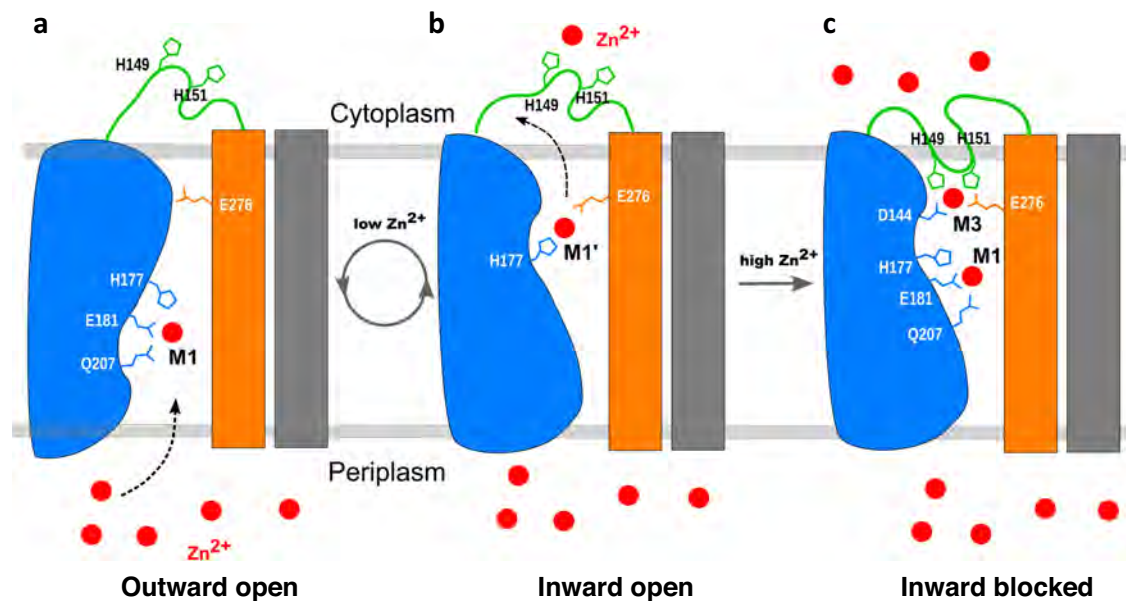 a
b
c
H149
H151
Cytoplasm
E276
H177
E181
Q207
M1
Periplasm
Zn2+
Outward open
low Zn2+
Zn2+
H149
H151
E276
H177
M1'
Inward open
high Zn2+
H149
H151
D144
E276
M3
H177
M1
E181
Q207
Inward blocked